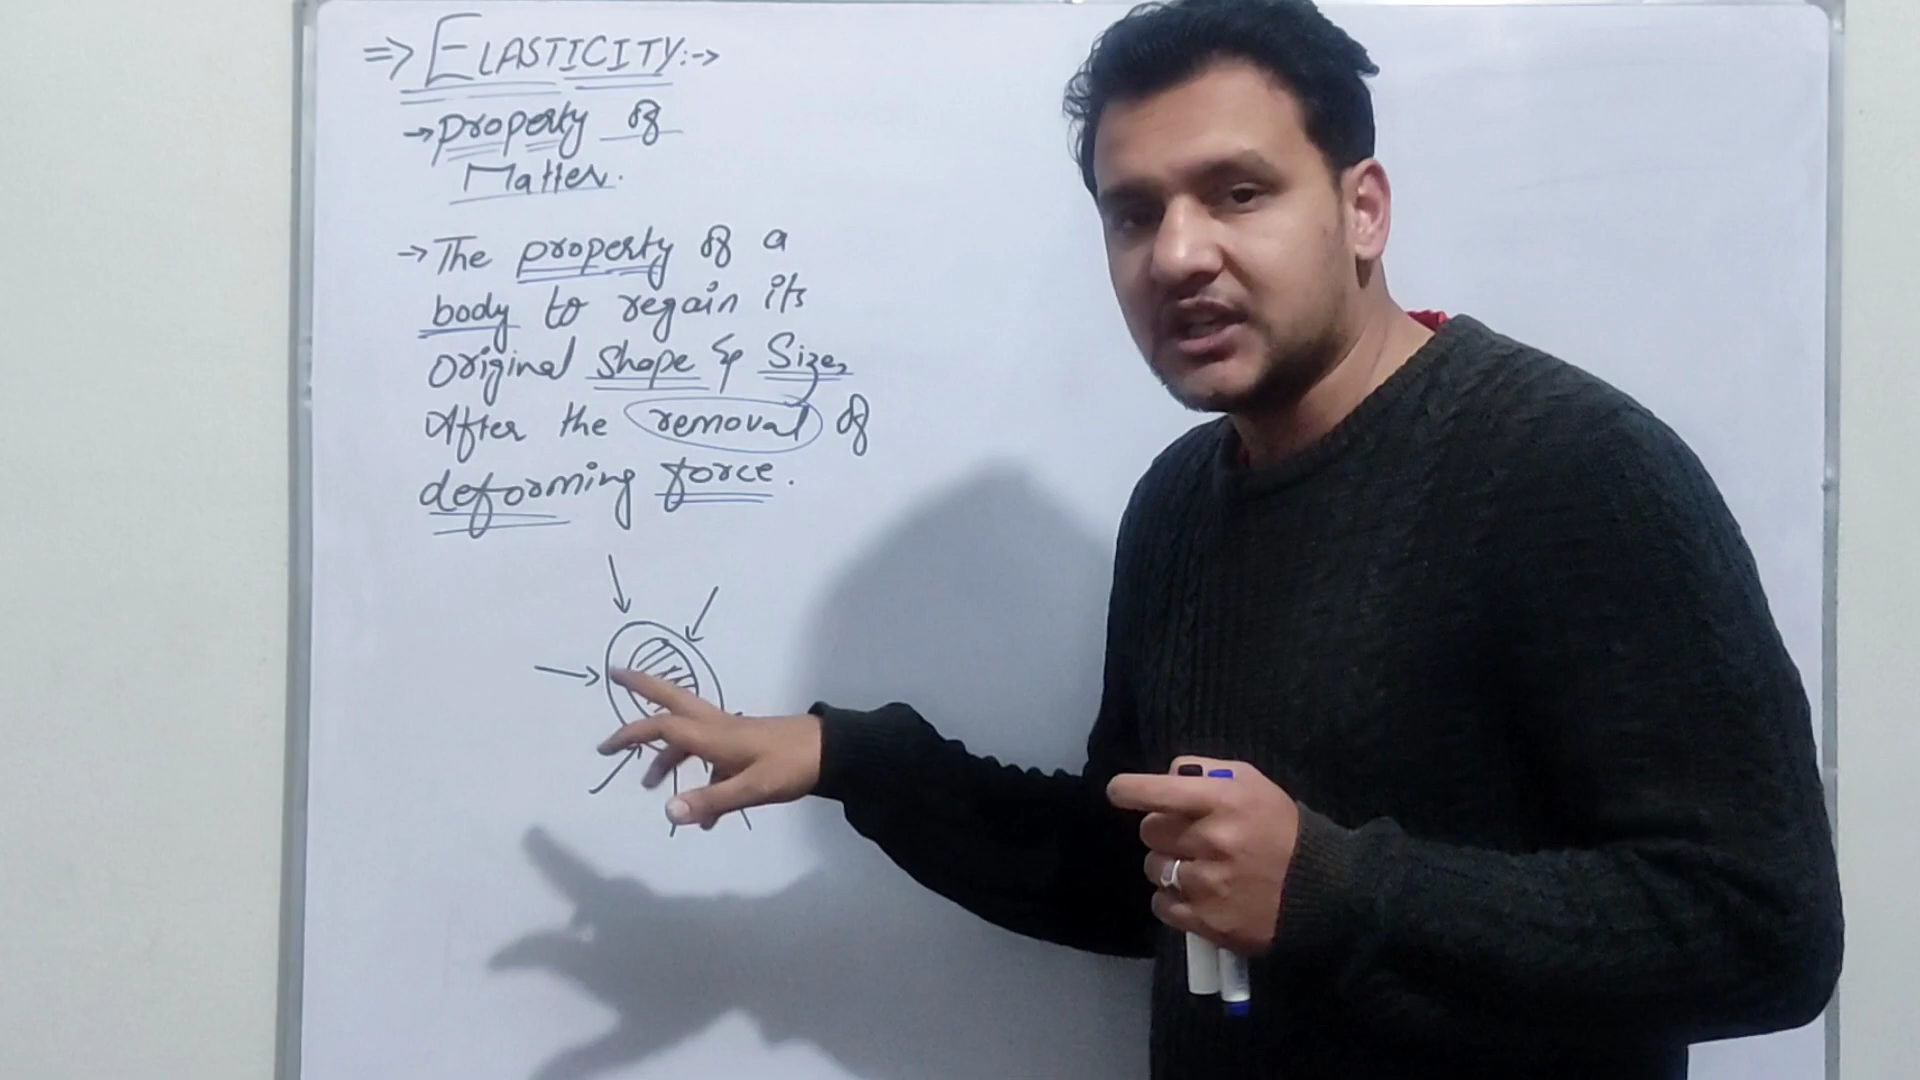 => ELASTICITY:->
→ property of
Matter.
→ The property of a
body to regain its
original shape & Size,
After the removal of
deforming force.